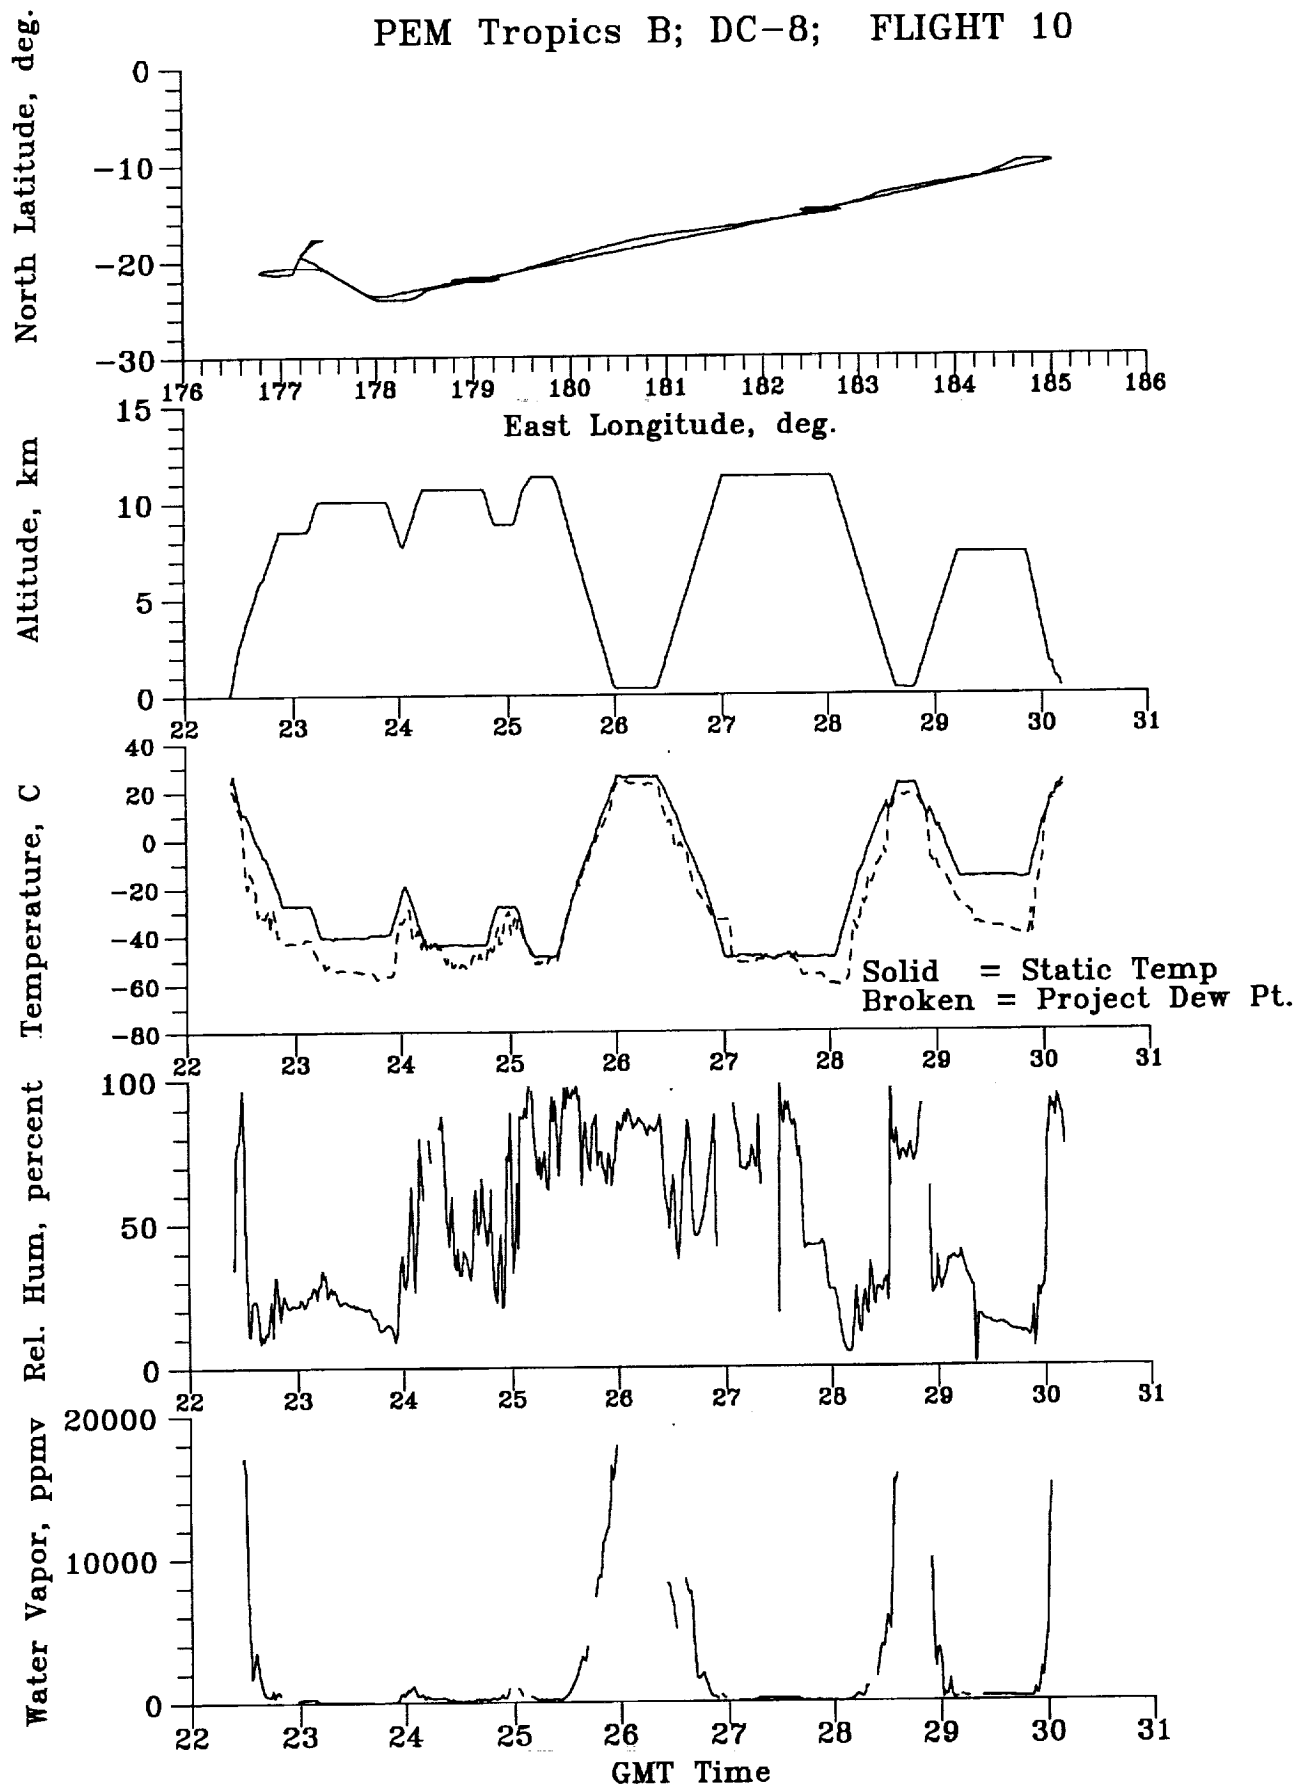 PEM Tropics B; DC-8; FLIGHT 10
North Latitude, deg.
0
-10
-20
-30
176 177 178 179 180 181 182 183 184 185 186
East Longitude, deg.
Altitude, km
15
10
5
0
22 23 24 25 26 27 28 29 30 31
Temperature, C
40
20
0
-20
-40
-60
-80
Solid = Static Temp
Broken = Project Dew Pt.
22 23 24 25 26 27 28 29 30 31
Rel. Hum, percent
100
50
0
22 23 24 25 26 27 28 29 30 31
Water Vapor, ppmv
20000
10000
0
22 23 24 25 26 27 28 29 30 31
GMT Time